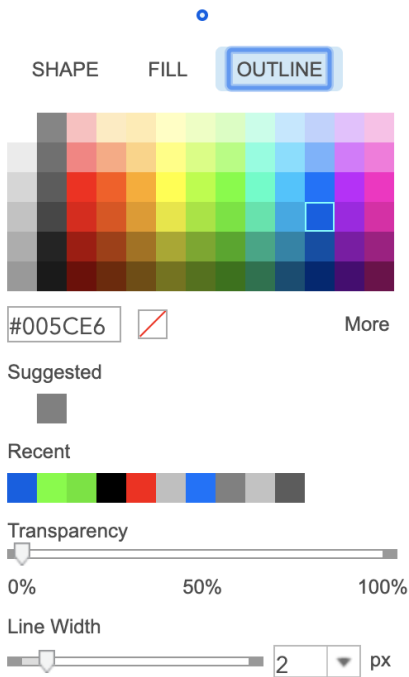 SHAPE FILL OUTLINE
#005CE6 More
Suggested
Recent
Transparency
0% 50% 100%
Line Width
2 px